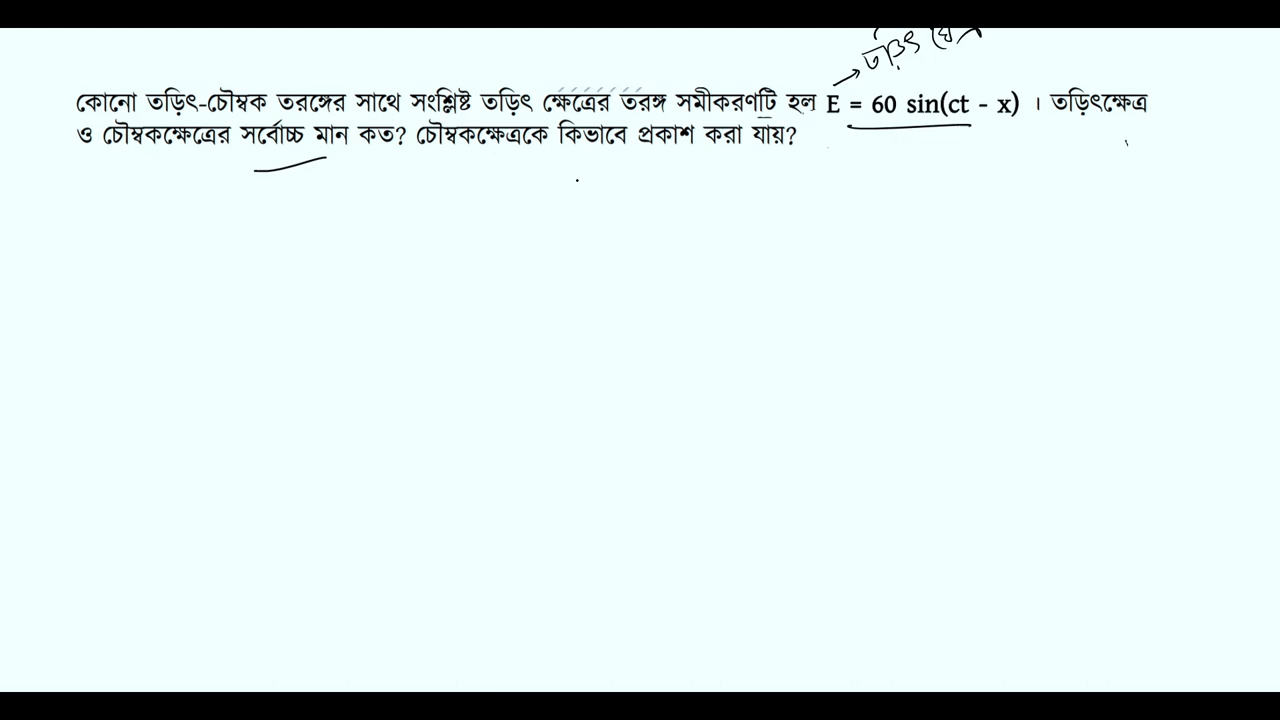 তড়িৎ
কোনো তড়িৎ-চৌম্বক তরঙ্গের সাথে সংশ্লিষ্ট তড়িৎ ক্ষেত্রের তরঙ্গ সমীকরণটি হল E = 60 sin(ct - x) । তড়িৎক্ষেত্র
ও চৌম্বকক্ষেত্রের সর্বোচ্চ মান কত? চৌম্বকক্ষেত্রকে কিভাবে প্রকাশ করা যায়?